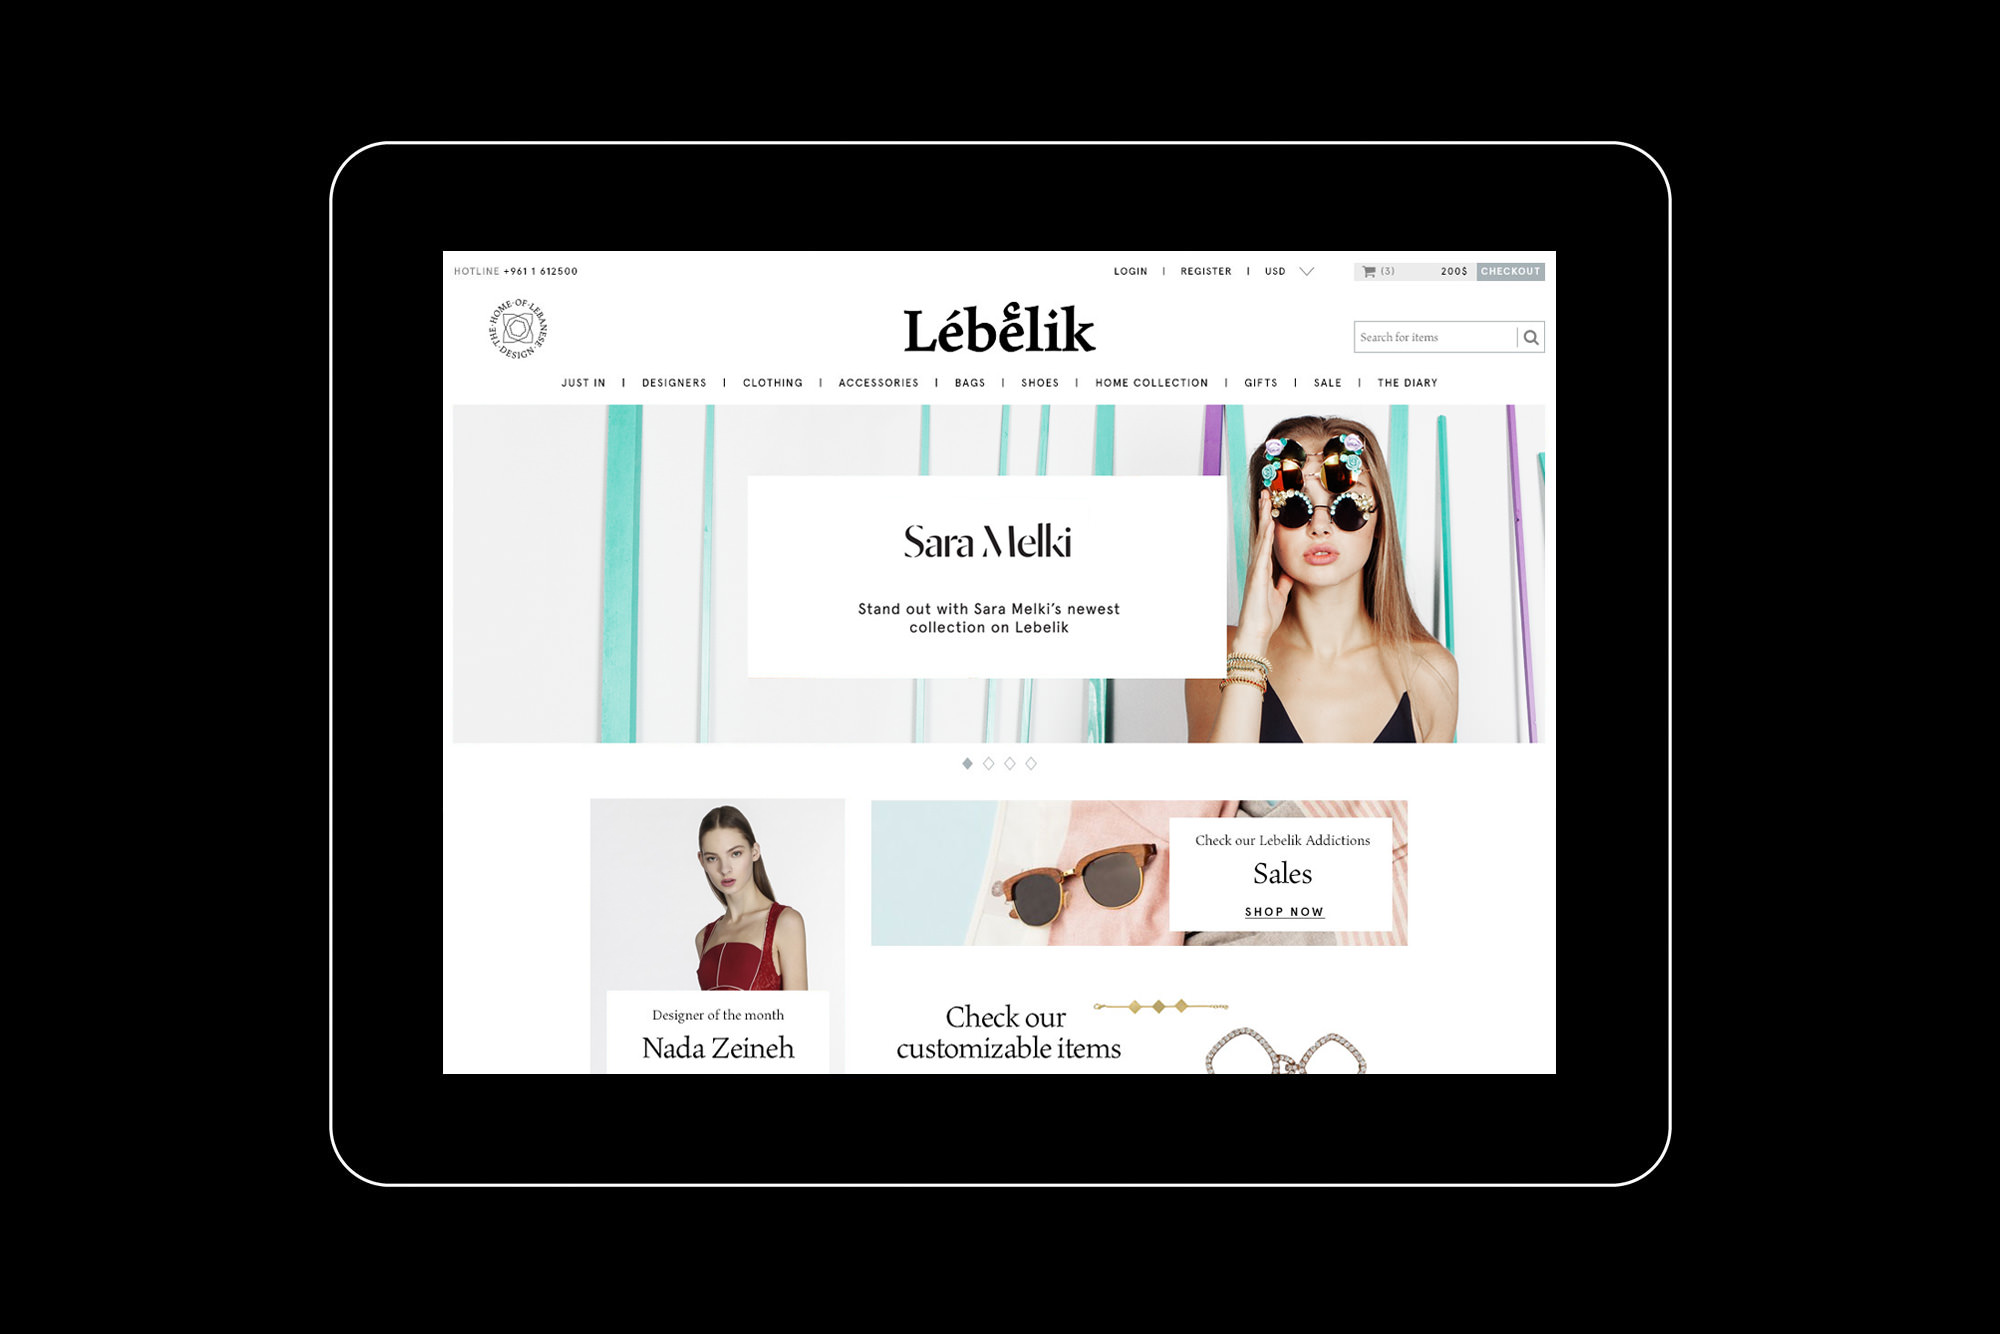 HOTLINE +961 1 612500
LOGIN | REGISTER | USD
(3) 200$ CHECKOUT
·THE·HOME·OF·LEBANESE·DESIGN·
Lébêlik
Search for items
JUST IN | DESIGNERS | CLOTHING | ACCESSORIES | BAGS | SHOES | HOME COLLECTION | GIFTS | SALE | THE DIARY
Sara Melki
Stand out with Sara Melki’s newest
collection on Lebelik
Check our Lebelik Addictions
Sales
SHOP NOW
Designer of the month
Nada Zeineh
Check our
customizable items